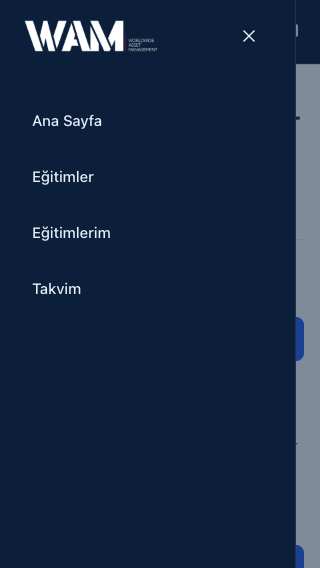 WAM
WORLDWIDE
ASSET
MANAGEMENT
Ana Sayfa
Eğitimler
Eğitimlerim
Takvim